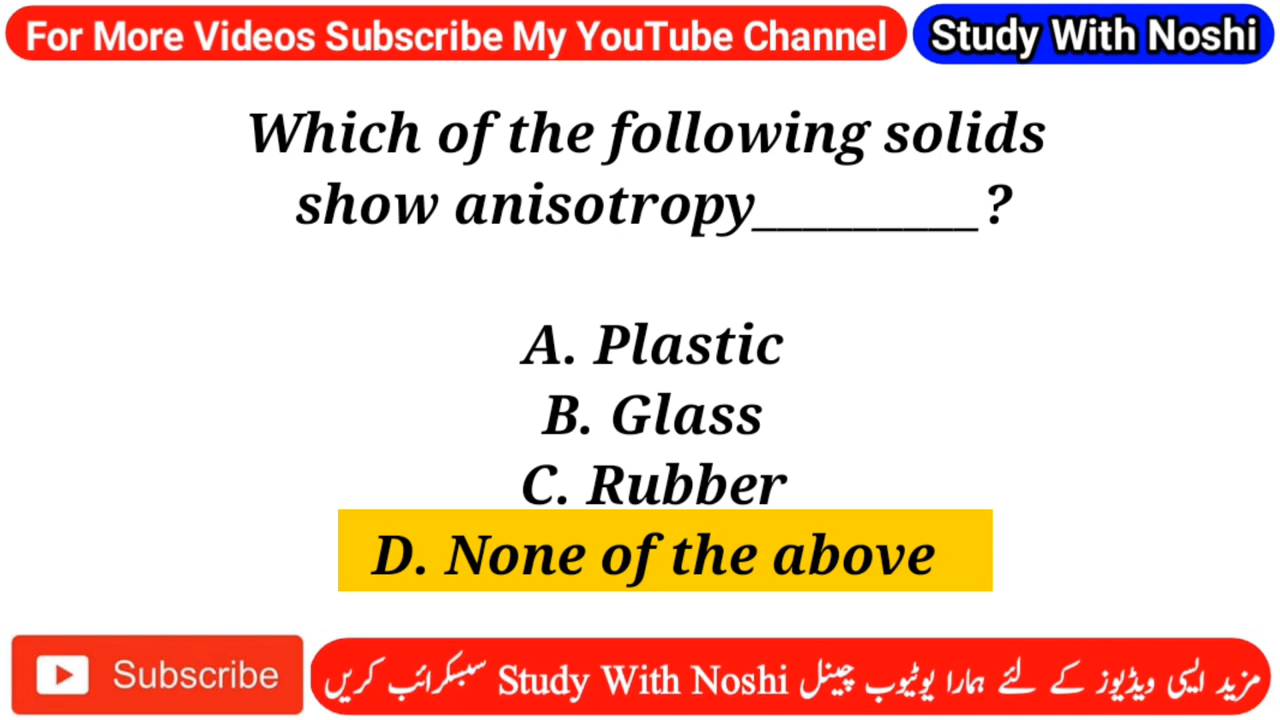 For More Videos Subscribe My YouTube Channel
Study With Noshi
Which of the following solids
show anisotropy_________?
A. Plastic
B. Glass
C. Rubber
D. None of the above
Subscribe
مزید ایسی ویڈیوز کے لئے ہمارا یوٹیوب چینل Study With Noshi سبسکرائب کریں